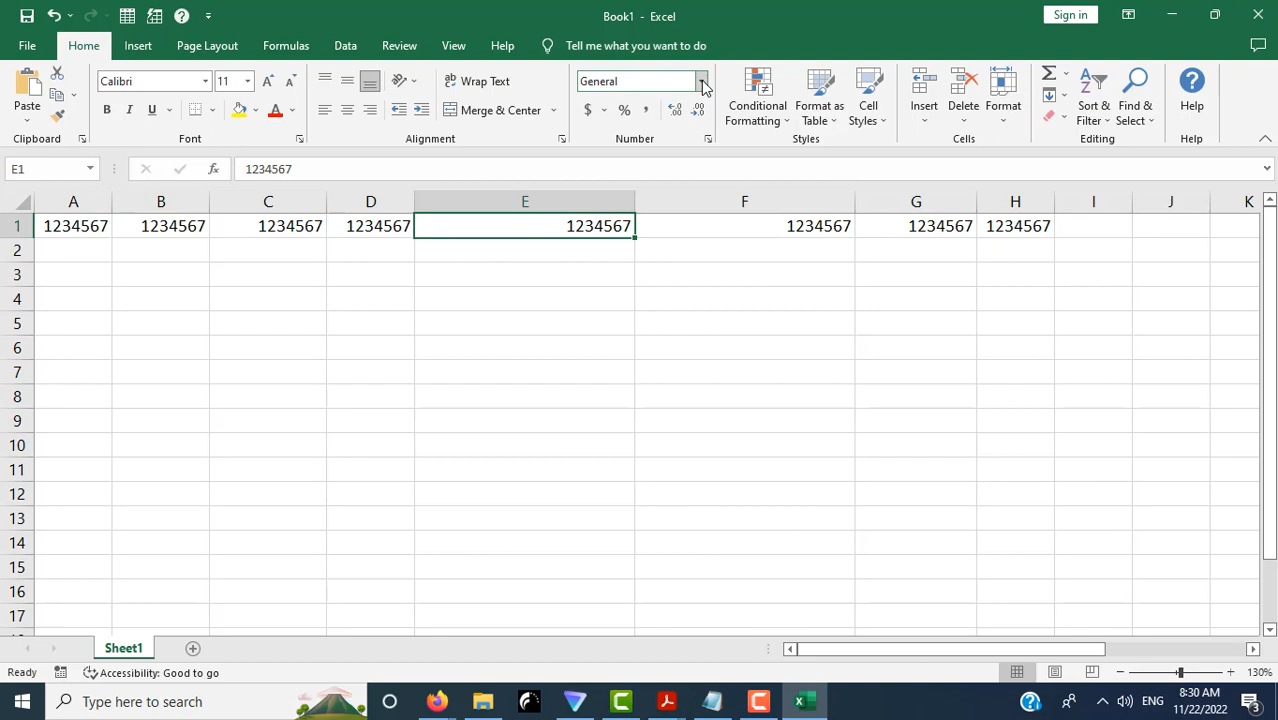 Book1 - Excel
Sign in
File Home Insert Page Layout Formulas Data Review View Help Tell me what you want to do
Calibri 11 ab Wrap Text General
Paste B I U Merge & Center $ % , Conditional Formatting Format as Table Cell Styles Insert Delete Format Sort & Filter Find & Select Help
Clipboard Font Alignment Number Styles Cells Editing Help
E1 fx 1234567
A B C D E F G H I J K
1 1234567 1234567 1234567 1234567 1234567 1234567 1234567 1234567
2
3
4
5
6
7
8
9
10
11
12
13
14
15
16
17
Sheet1
Ready Accessibility: Good to go 130%
Type here to search ENG 8:30 AM
11/22/2022 3